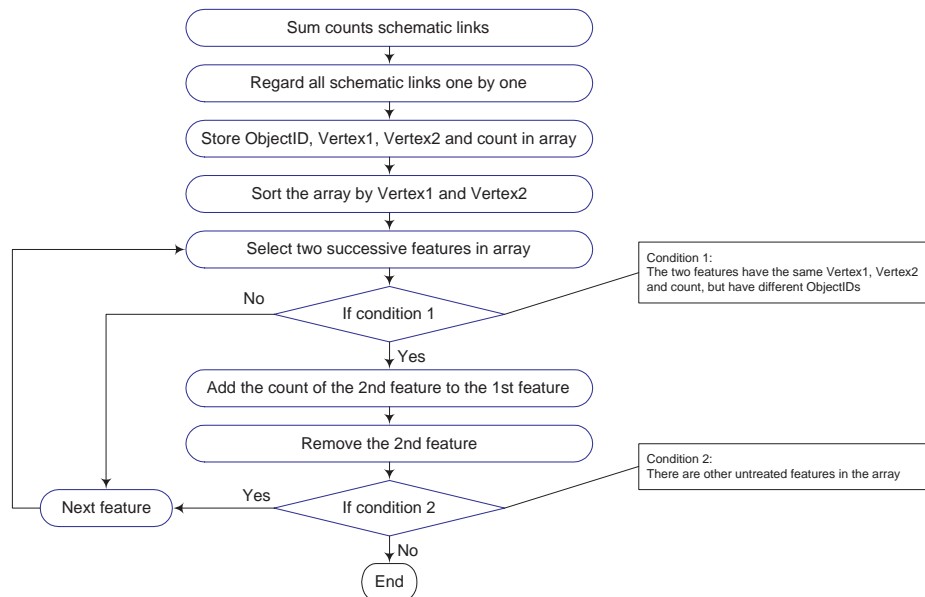 Sum counts schematic links
Regard all schematic links one by one
Store ObjectID, Vertex1, Vertex2 and count in array
Sort the array by Vertex1 and Vertex2
Select two successive features in array
Condition 1:
The two features have the same Vertex1, Vertex2
and count, but have different ObjectIDs
No
If condition 1
Yes
Add the count of the 2nd feature to the 1st feature
Remove the 2nd feature
Condition 2:
There are other untreated features in the array
Yes
Next feature
If condition 2
No
End